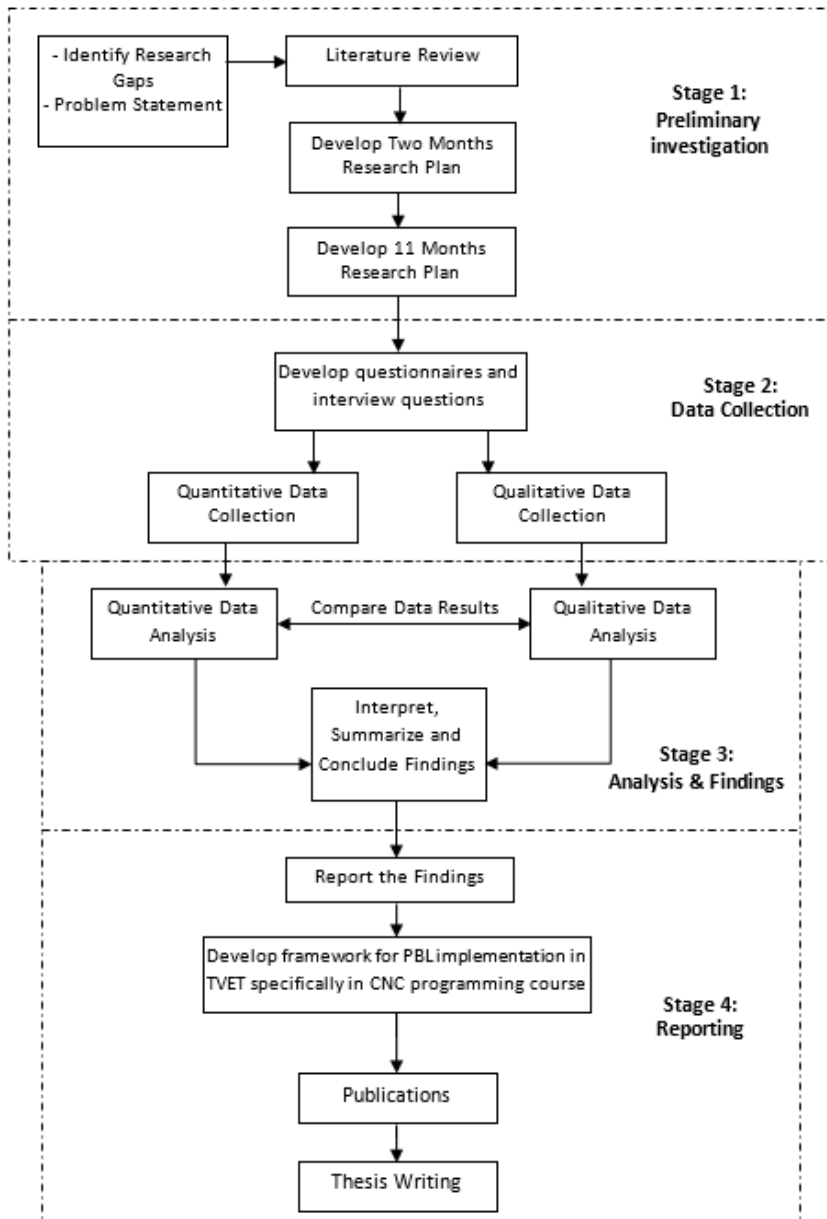 - Identify Research
Gaps
- Problem Statement
Literature Review
Stage 1:
Preliminary
investigation
Develop Two Months
Research Plan
Develop 11 Months
Research Plan
Develop questionnaires and
interview questions
Stage 2:
Data Collection
Quantitative Data
Collection
Qualitative Data
Collection
Quantitative Data
Analysis
Compare Data Results
Qualitative Data
Analysis
Interpret,
Summarize and
Conclude Findings
Stage 3:
Analysis & Findings
Report the Findings
Develop framework for PBL implementation in
TVET specifically in CNC programming course
Stage 4:
Reporting
Publications
Thesis Writing